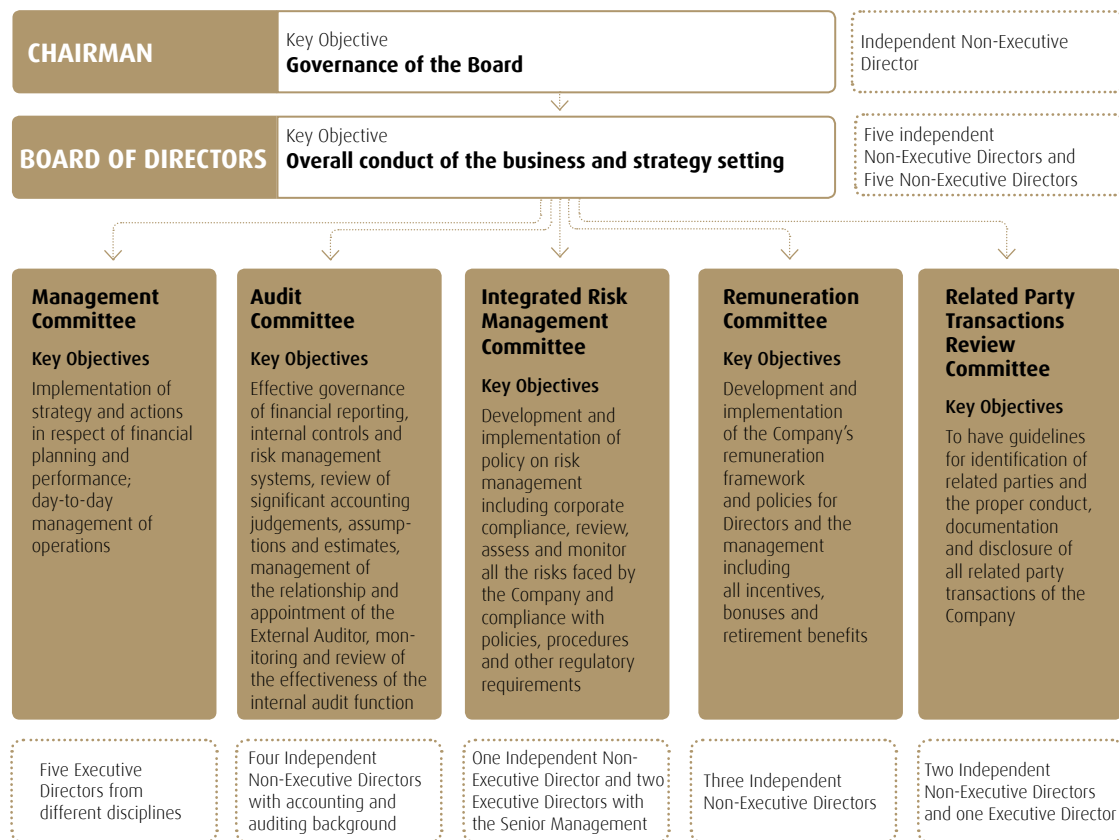 CHAIRMAN
Key Objective
Governance of the Board
Independent Non-Executive
Director
BOARD OF DIRECTORS
Key Objective
Overall conduct of the business and strategy setting
Five independent
Non-Executive Directors and
Five Non-Executive Directors
Management
Committee
Key Objectives
Implementation of
strategy and actions
in respect of financial
planning and
performance;
day-to-day
management of
operations
Five Executive
Directors from
different disciplines
Audit
Committee
Key Objectives
Effective governance
of financial reporting,
internal controls and
risk management
systems, review of
significant accounting
judgements, assump-
tions and estimates,
management of
the relationship and
appointment of the
External Auditor, mon-
itoring and review of
the effectiveness of the
internal audit function
Four Independent
Non-Executive Directors
with accounting and
auditing background
Integrated Risk
Management
Committee
Key Objectives
Development and
implementation of
policy on risk
management
including corporate
compliance, review,
assess and monitor
all the risks faced by
the Company and
compliance with
policies, procedures
and other regulatory
requirements
One Independent Non-
Executive Director and two
Executive Directors with
the Senior Management
Remuneration
Committee
Key Objectives
Development and
implementation
of the Company's
remuneration
framework
and policies for
Directors and the
management
including
all incentives,
bonuses and
retirement benefits
Three Independent
Non-Executive Directors
Related Party
Transactions
Review
Committee
Key Objectives
To have guidelines
for identification of
related parties and
the proper conduct,
documentation
and disclosure of
all related party
transactions of the
Company
Two Independent
Non-Executive Directors
and one Executive Director